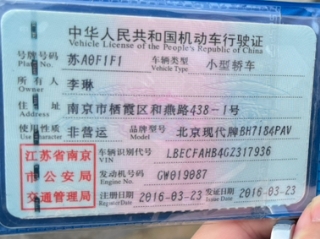 中华人民共和国机动车行驶证
Vehicle License of the People's Republic of China
号牌号码 苏A0F1F1 车辆类型 小型轿车
Plate No. Vehicle Type
所有人 李琳
Owner
住址 南京市栖霞区和燕路438-1号
Address
使用性质 非营运 品牌型号 北京现代牌BH7184PAV
Use Character Model
江苏省南京市公安局交通管理局
车辆识别代号 LBECFAHB4GZ317936
VIN
发动机号码 GW019087
Engine No.
注册日期 2016-03-23 发证日期 2016-03-23
Register Date Issue Date